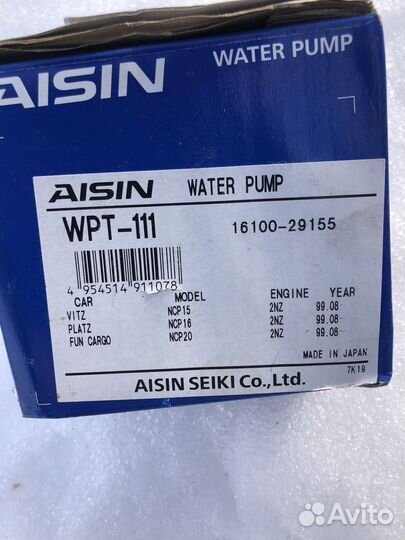 AISIN
WATER PUMP
AISIN WATER PUMP
WPT-111 16100-29155
4 954514 911078
CAR MODEL ENGINE YEAR
VITZ NCP15 2NZ 99.08-
PLATZ NCP16 2NZ 99.08-
FUN CARGO NCP20 2NZ 99.08-
MADE IN JAPAN
7K19
AISIN SEIKI Co.,Ltd.
Avito